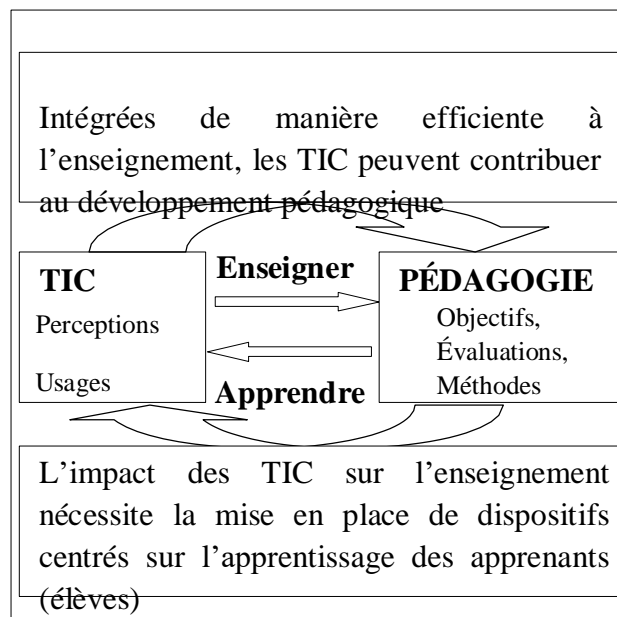 Intégrées de manière efficiente à
l’enseignement, les TIC peuvent contribuer
au développement pédagogique
TIC
Perceptions
Usages
Enseigner
Apprendre
PÉDAGOGIE
Objectifs,
Évaluations,
Méthodes
L’impact des TIC sur l’enseignement
nécessite la mise en place de dispositifs
centrés sur l’apprentissage des apprenants
(élèves)